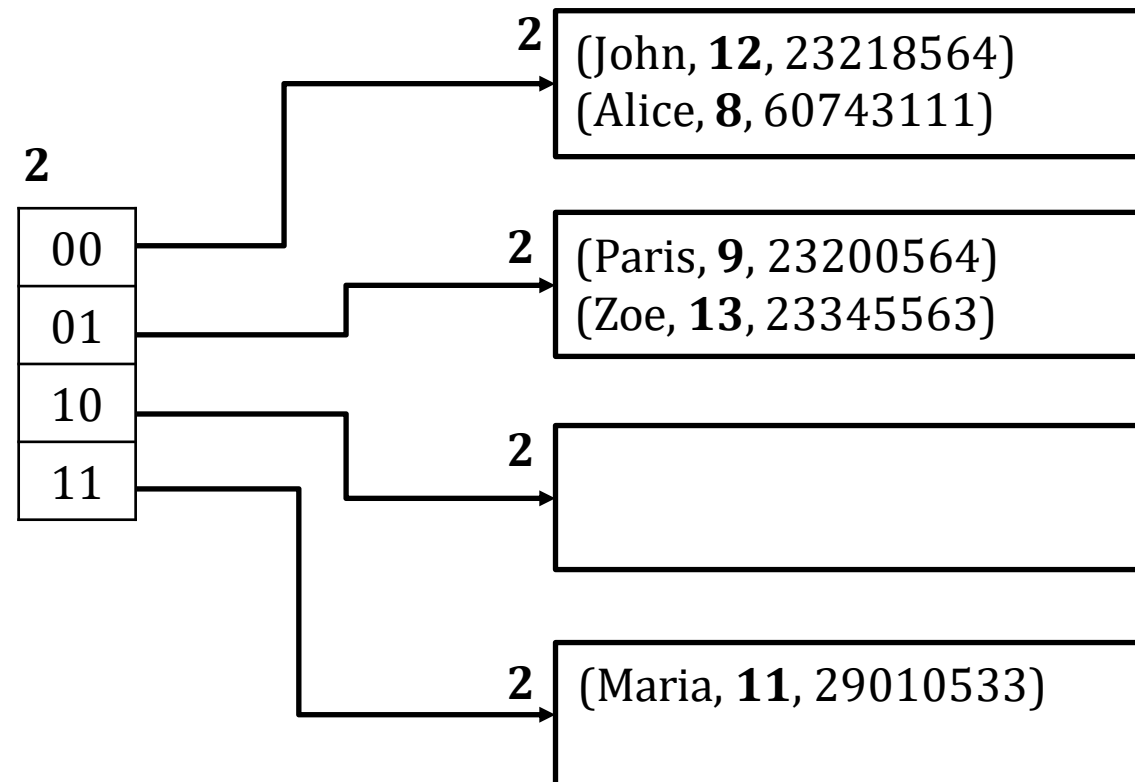 2
00
01
10
11
2
(John, 12, 23218564)
(Alice, 8, 60743111)
2
(Paris, 9, 23200564)
(Zoe, 13, 23345563)
2
2
(Maria, 11, 29010533)